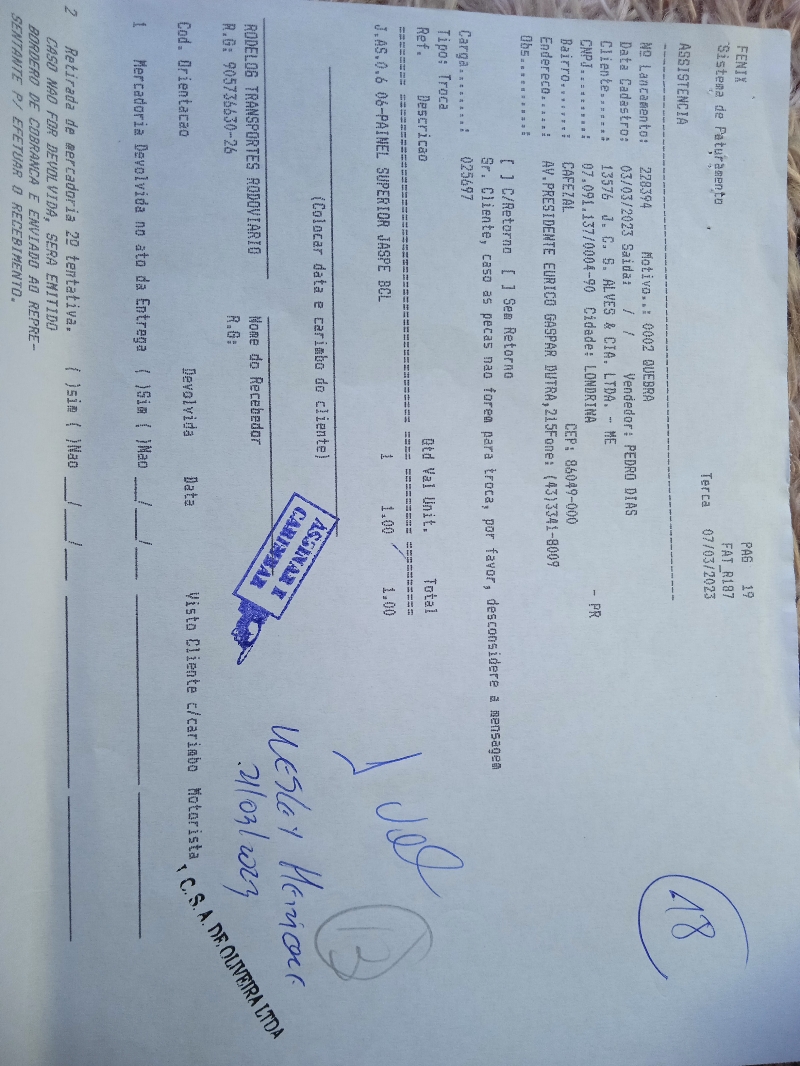 FENIX PAG 19
Sistema de Faturamento FAT_R187
Terca 07/03/2023
ASSISTENCIA
NO Lancamento: 228394 Motivo..: 0002 QUEBRA
Data Cadastro: 03/03/2023 Saida: / / Vendedor: PEDRO DIAS
Cliente......: 13576 J. C. S. ALVES & CIA. LTDA. - ME
CNPJ.........: 07.091.137/0004-90 Cidade: LONDRINA - PR
Bairro.......: CAFEZAL CEP: 86049-000
Endereco.....: AV.PRESIDENTE EURICO GASPAR DUTRA,215Fone: (43)3341-8009
Obs..........:
[ ] C/Retorno [ ] Sem Retorno
Sr. Cliente, caso as pecas nao forem para troca, por favor, desconsidere a mensagem
Carga........: 025697
Tipo: Troca
Ref. Descricao Qtd Val Unit. Total
J.AS.0.6 06-PAINEL SUPERIOR JASPE BCL 1 1.00 1.00
(Colocar data e carimbo do cliente)
RODELOG TRANSPORTES RODOVIARIO Nome do Recebedor
R.G: 905736630-26 R.G:
Cod. Orientacao Devolvida Data Visto Cliente c/carimbo Motorista
1 Mercadoria Devolvida no ato da Entrega ( )Sim ( )Nao __/__/__
2 Retirada de mercadoria 2º tentativa. ( )sim ( )Nao __/__/__
CASO NAO FOR DEVOLVIDA, SERA EMITIDO
BORDERO DE COBRANCA E ENVIADO AO REPRE-
SENTANTE P/ EFETUAR O RECEBIMENTO.
ASSINAR E
CARIMBAR
18
13
WESLEY Henrique
21/03/2023
C. S. A. DE OLIVEIRA LTDA